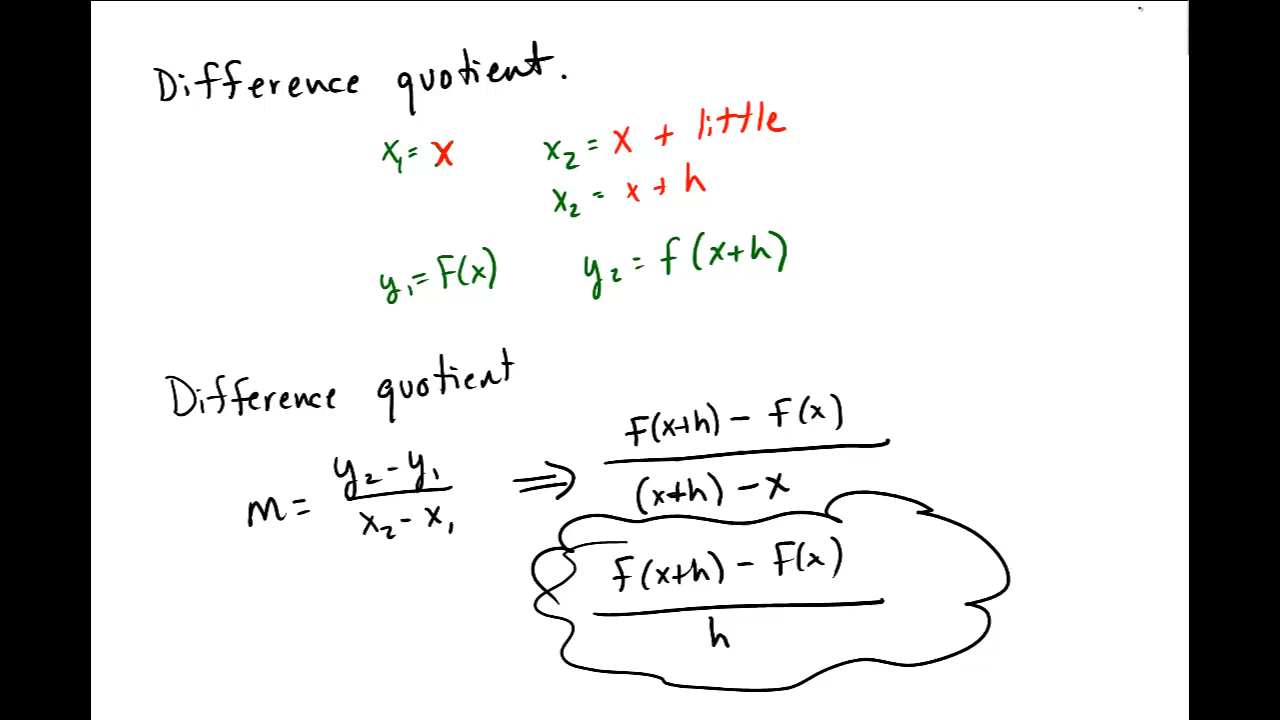 Difference quotient.
x₁ = x    x₂ = x + little
x₂ = x + h
y₁ = F(x)    y₂ = f(x+h)
Difference quotient
m = (y₂ - y₁)/(x₂ - x₁) ⇒ (F(x+h) - F(x))/((x+h) - x)
(f(x+h) - F(x))/h